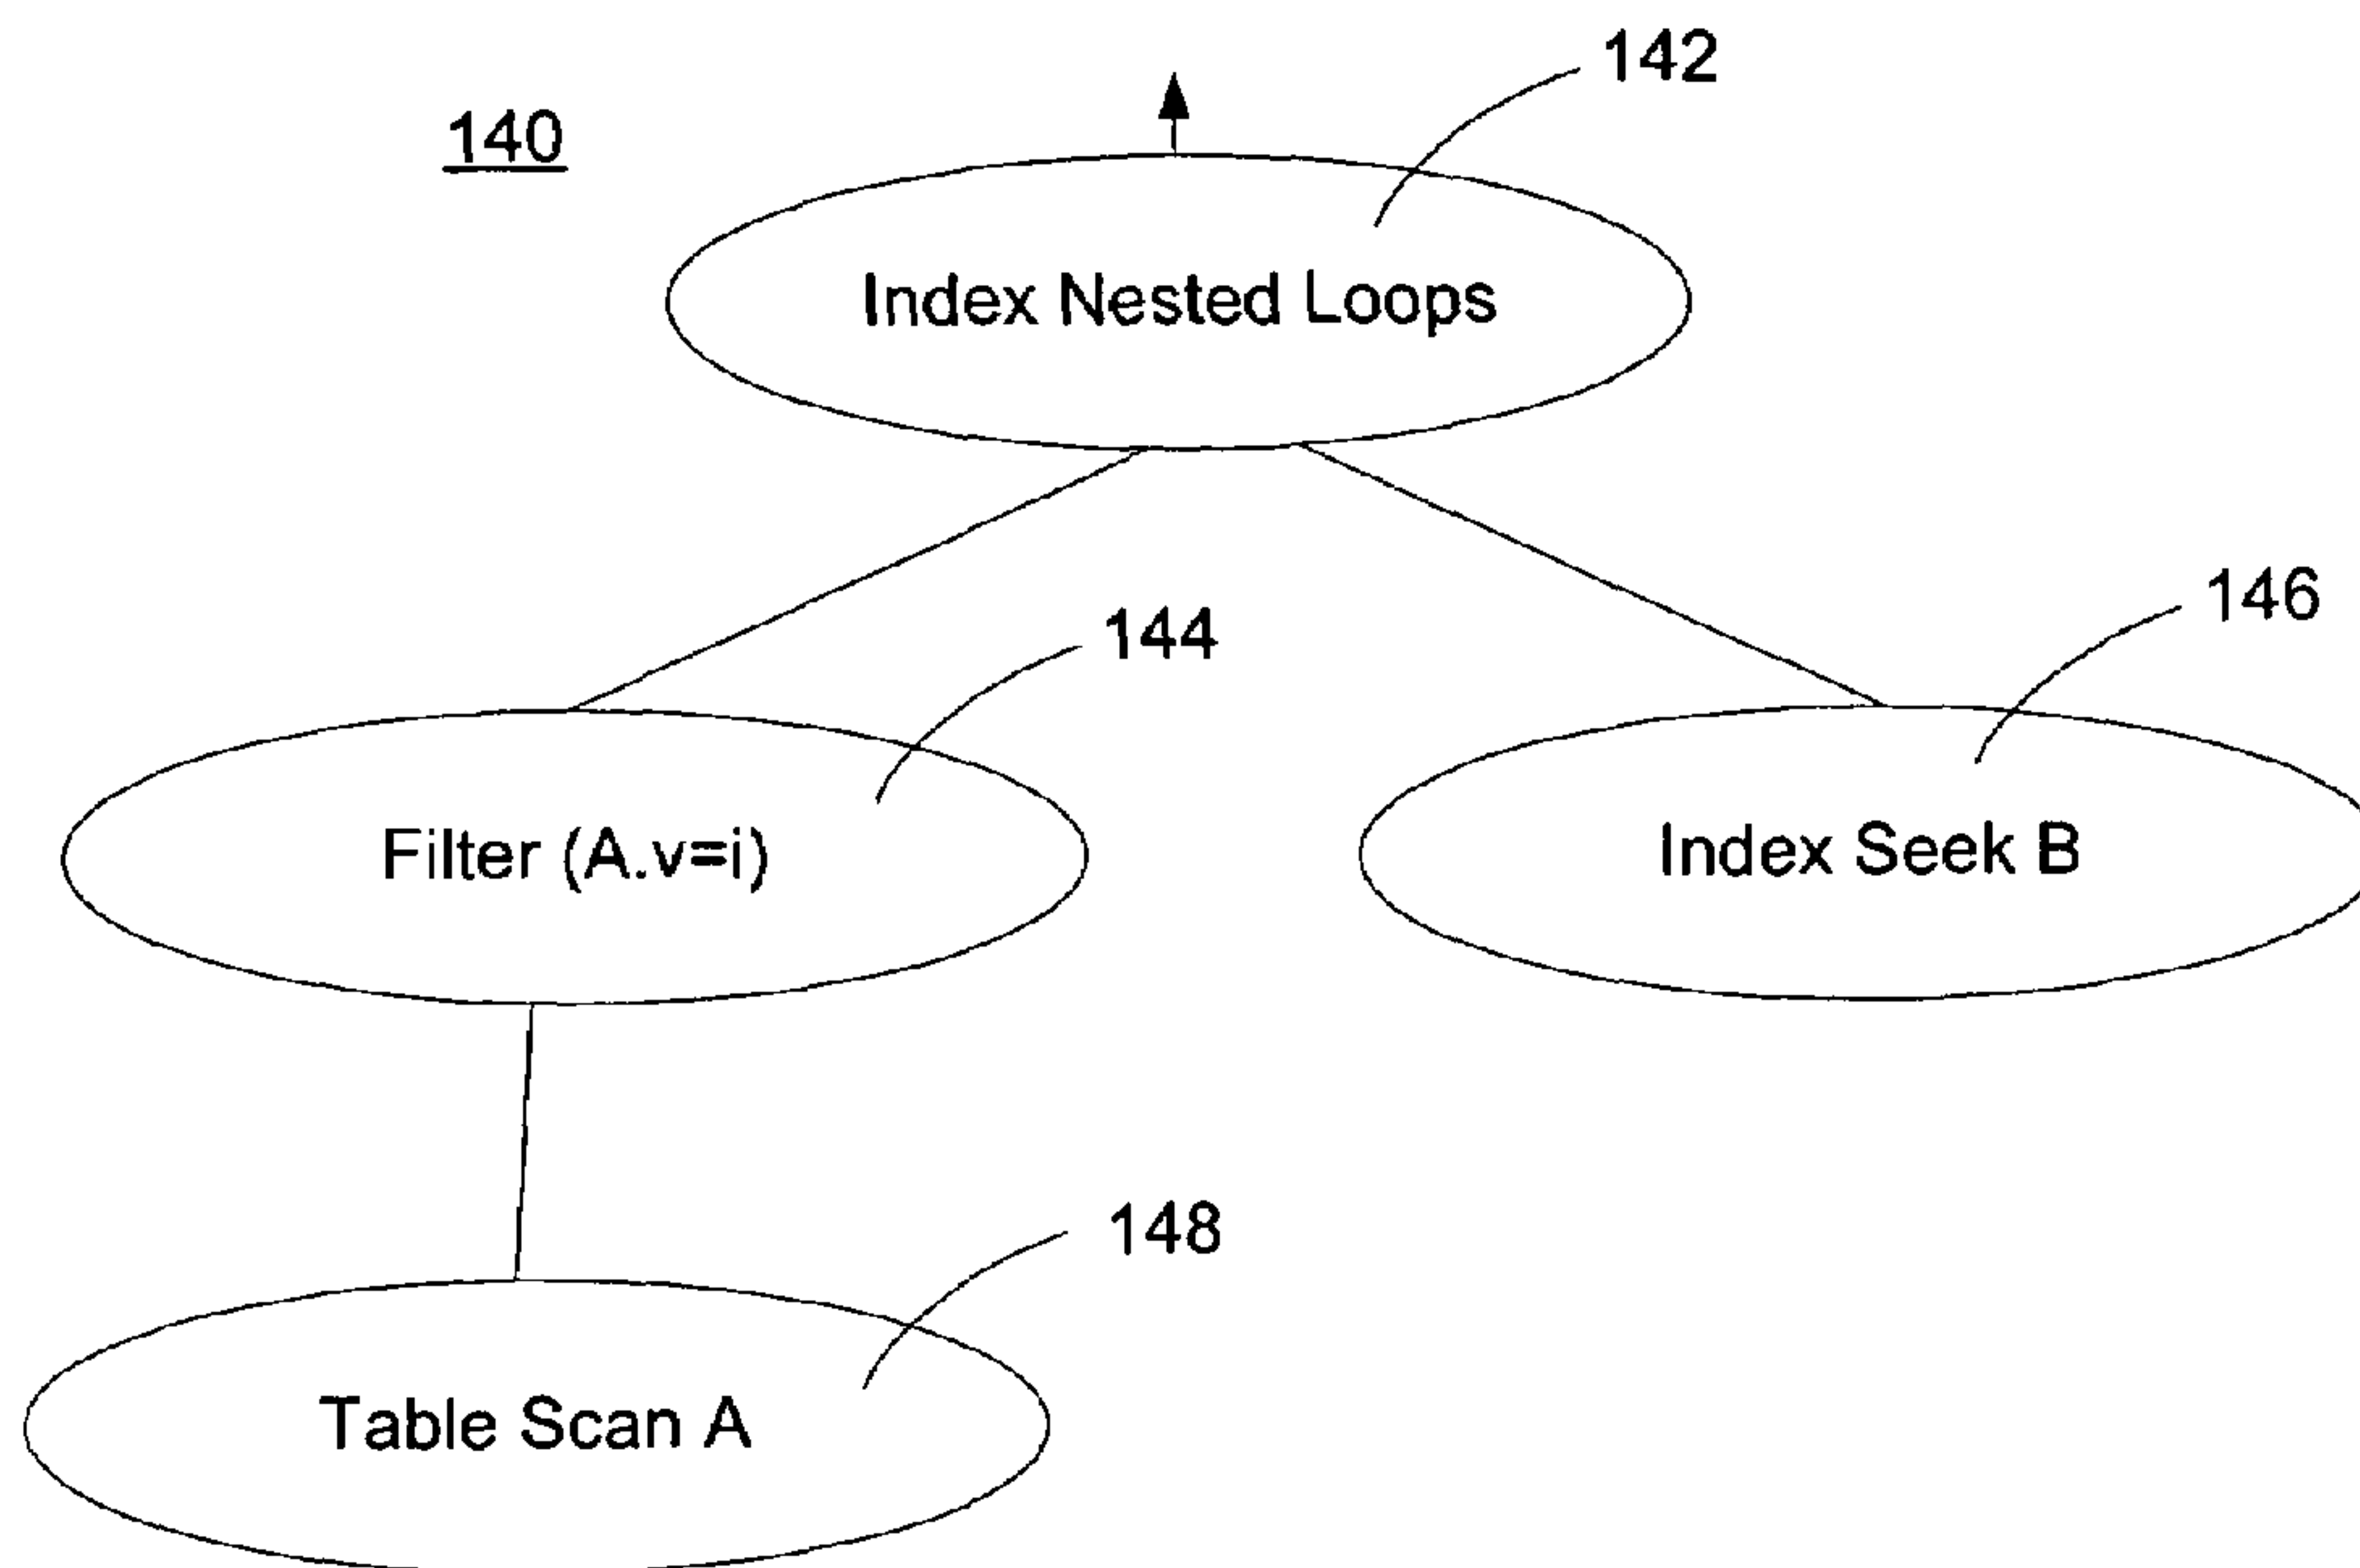 142
140
Index Nested Loops
146
144
Filter (A.v=i)
Index Seek B
148
Table Scan A